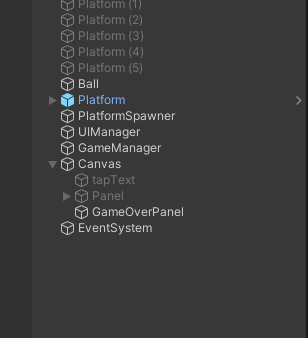 Platform (1)
Platform (2)
Platform (3)
Platform (4)
Platform (5)
Ball
Platform
PlatformSpawner
UIManager
GameManager
Canvas
tapText
Panel
GameOverPanel
EventSystem